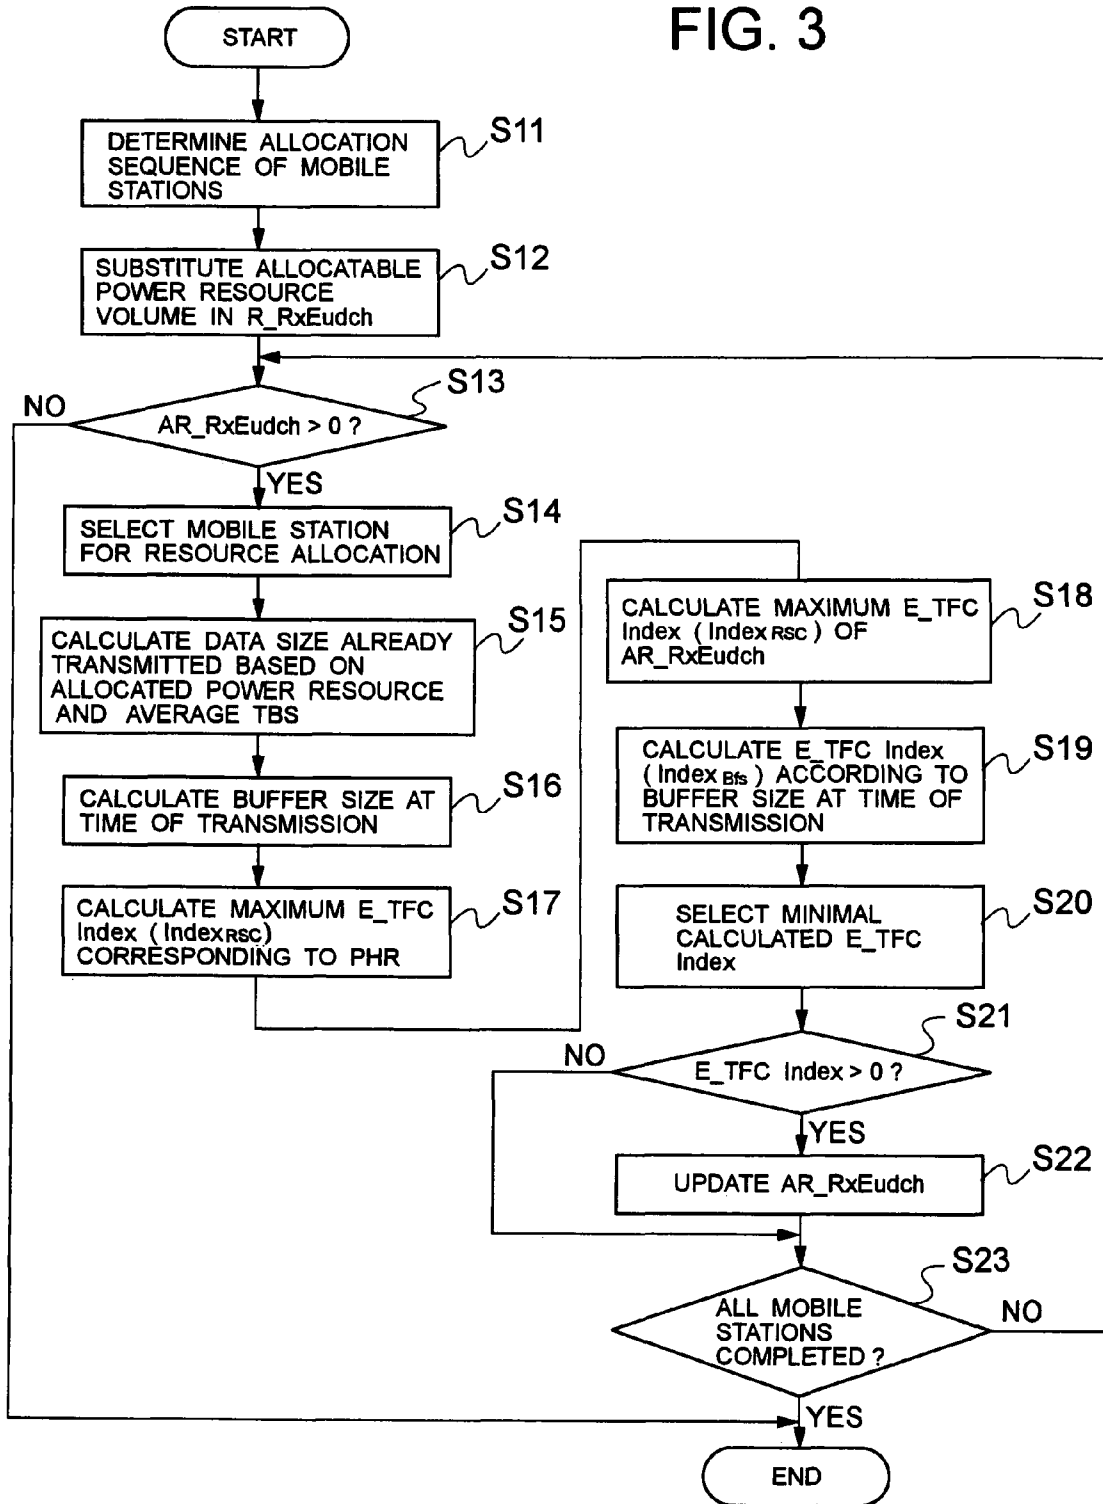 FIG. 3
START
DETERMINE ALLOCATION
SEQUENCE OF MOBILE
STATIONS
S11
SUBSTITUTE ALLOCATABLE
POWER RESOURCE
VOLUME IN R_RxEudch
S12
AR_RxEudch > 0 ?
S13
NO
YES
SELECT MOBILE STATION
FOR RESOURCE ALLOCATION
S14
CALCULATE DATA SIZE ALREADY
TRANSMITTED BASED ON
ALLOCATED POWER RESOURCE
AND AVERAGE TBS
S15
CALCULATE BUFFER SIZE AT
TIME OF TRANSMISSION
S16
CALCULATE MAXIMUM E_TFC
Index (IndexRSC)
CORRESPONDING TO PHR
S17
CALCULATE MAXIMUM E_TFC
Index (Index RSC) OF
AR_RxEudch
S18
CALCULATE E_TFC Index
(Index Bfs) ACCORDING TO
BUFFER SIZE AT TIME OF
TRANSMISSION
S19
SELECT MINIMAL
CALCULATED E_TFC
Index
S20
E_TFC Index > 0 ?
S21
NO
YES
UPDATE AR_RxEudch
S22
ALL MOBILE
STATIONS
COMPLETED ?
S23
NO
YES
END